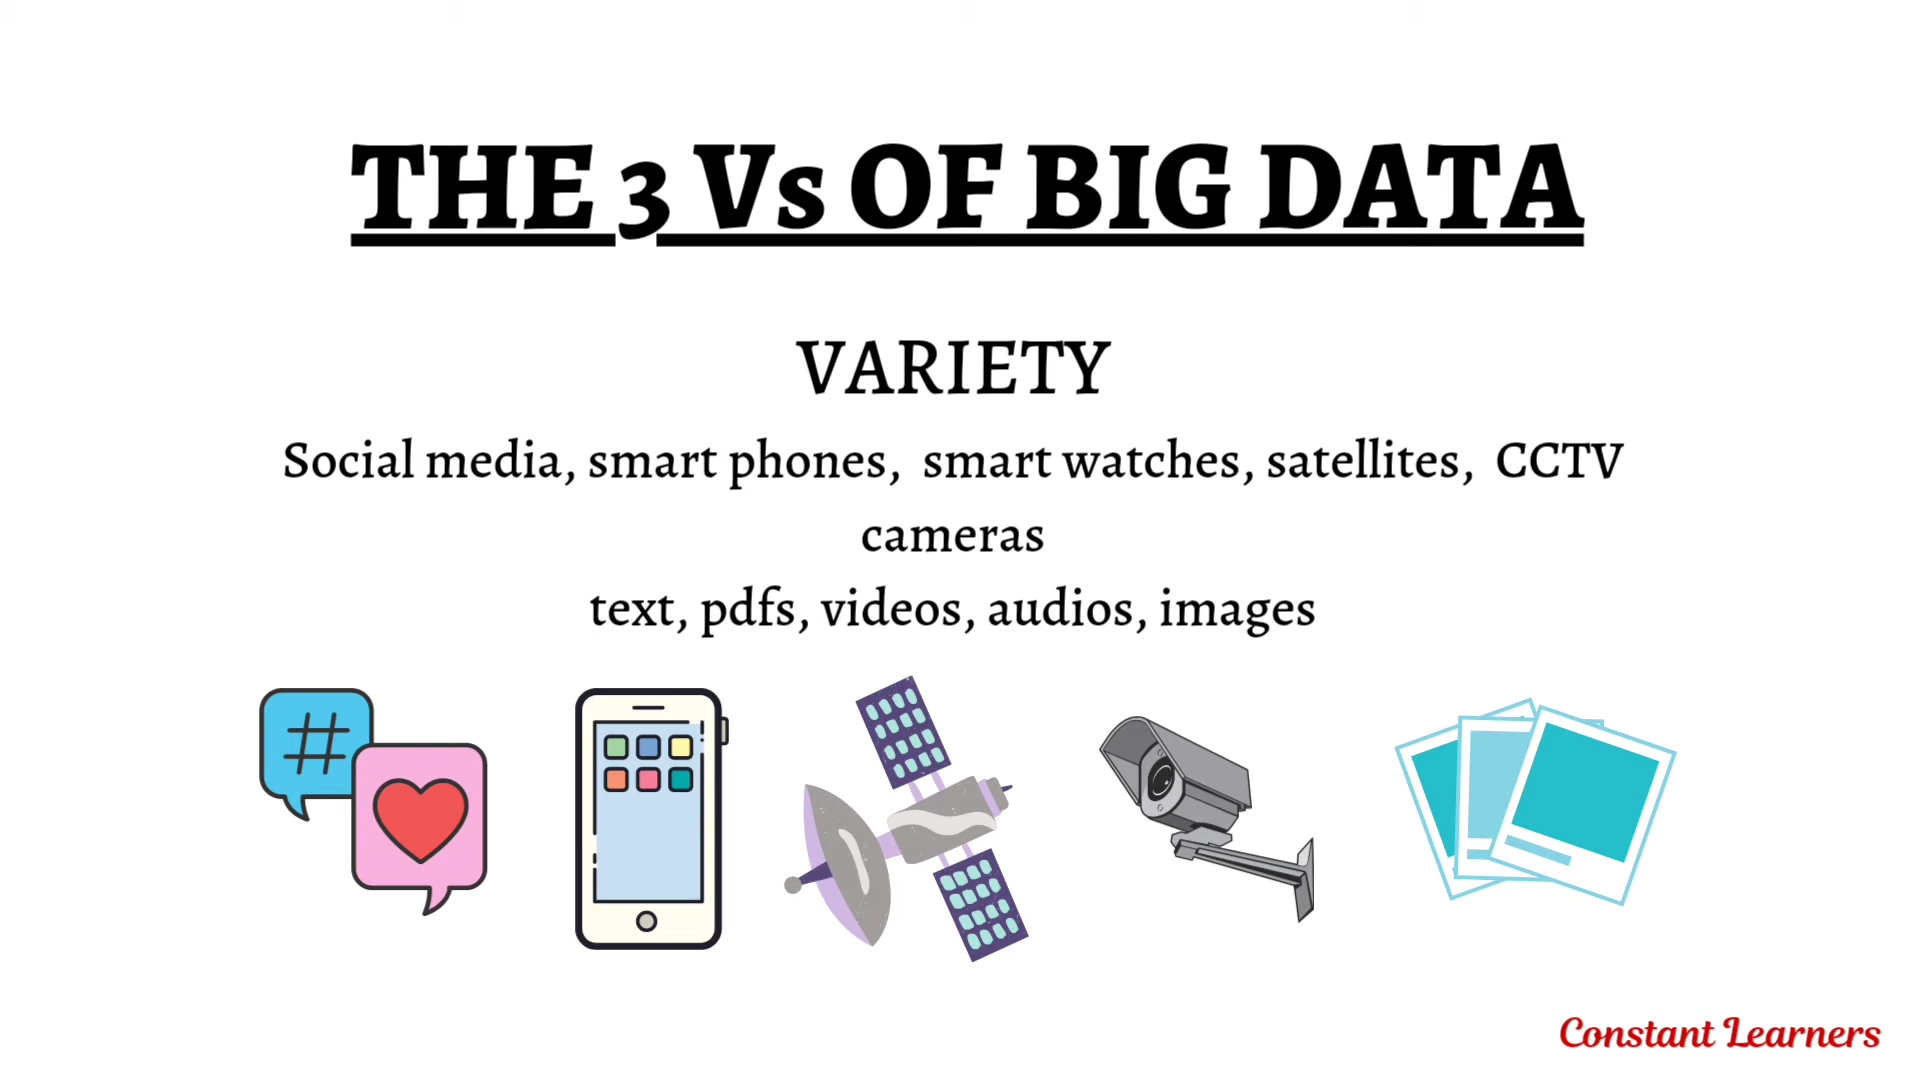 THE 3 Vs OF BIG DATA
VARIETY
Social media, smart phones,  smart watches, satellites,  CCTV
cameras
text, pdfs, videos, audios, images
#
Constant Learners